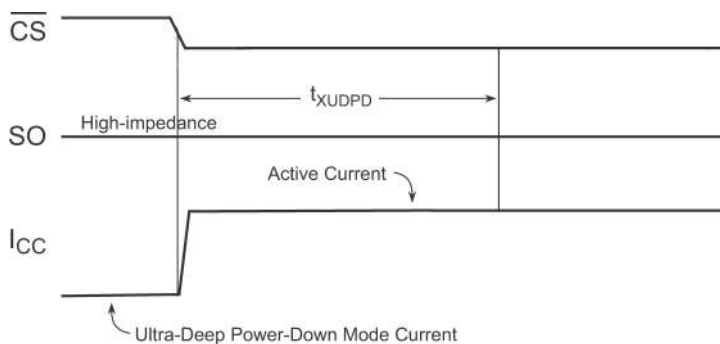 CS
tXUDPD
High-impedance
SO
Active Current
ICC
Ultra-Deep Power-Down Mode Current